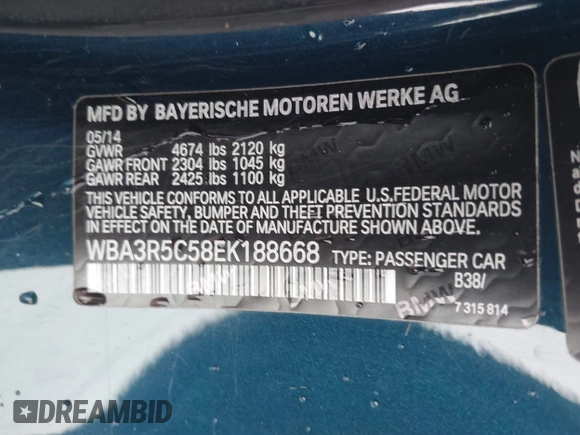 MFD BY BAYERISCHE MOTOREN WERKE AG
05/14
GVWR 4674 lbs 2120 kg
GAWR FRONT 2304 lbs 1045 kg
GAWR REAR 2425 lbs 1100 kg
THIS VEHICLE CONFORMS TO ALL APPLICABLE U.S.FEDERAL MOTOR
VEHICLE SAFETY, BUMPER AND THEFT PREVENTION STANDARDS
IN EFFECT ON THE DATE OF MANUFACTURE SHOWN ABOVE.
WBA3R5C58EK188668 TYPE: PASSENGER CAR
B38/
BMW
7 315 814
DREAMBID